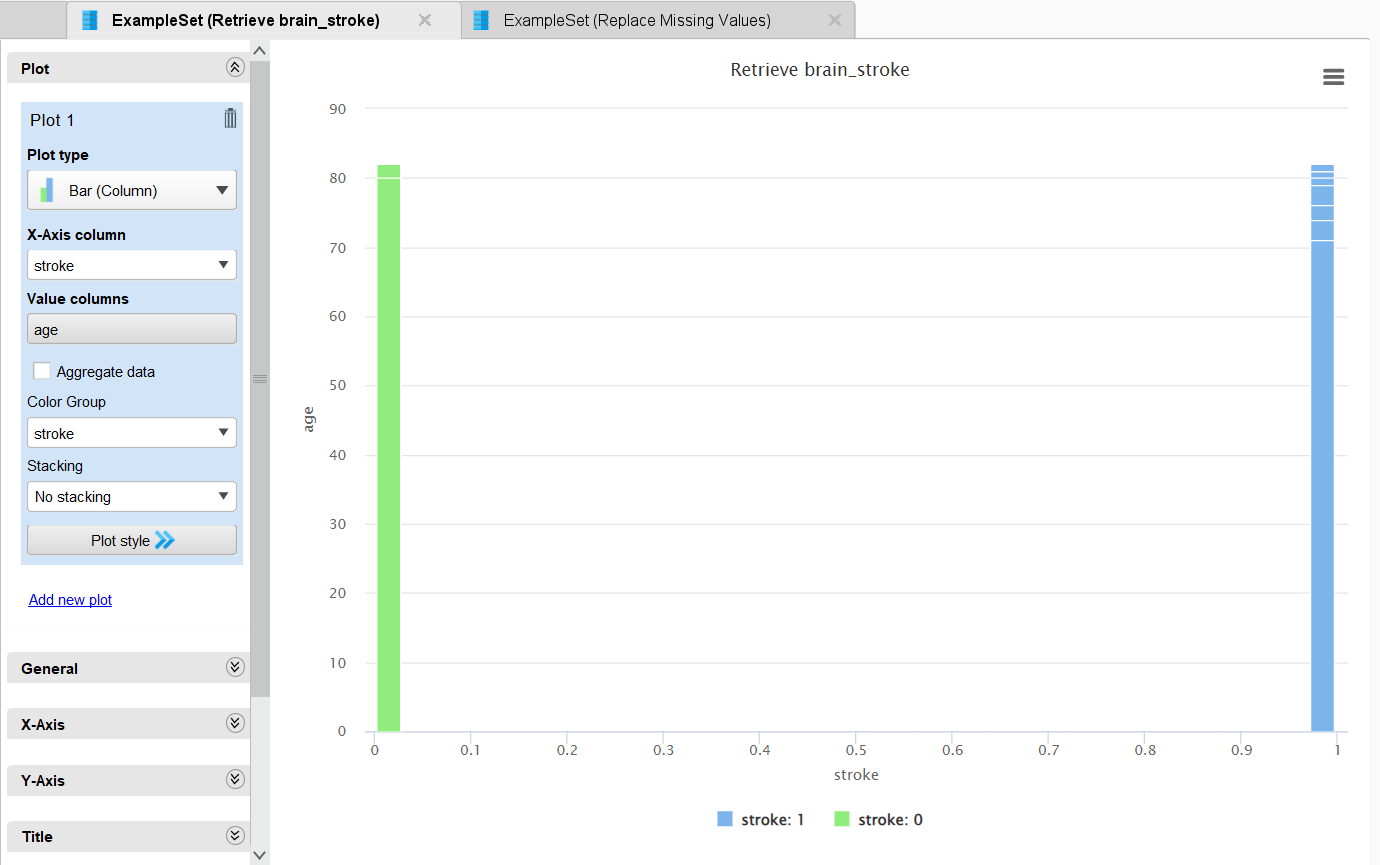 ExampleSet (Retrieve brain_stroke)
ExampleSet (Replace Missing Values)
Plot
Plot 1
Plot type
Bar (Column)
X-Axis column
stroke
Value columns
age
Aggregate data
Color Group
stroke
Stacking
No stacking
Plot style
Add new plot
General
X-Axis
Y-Axis
Title
Retrieve brain_stroke
90
80
70
60
50
40
30
20
10
0
age
0 0.1 0.2 0.3 0.4 0.5 0.6 0.7 0.8 0.9 1
stroke
stroke: 1 stroke: 0